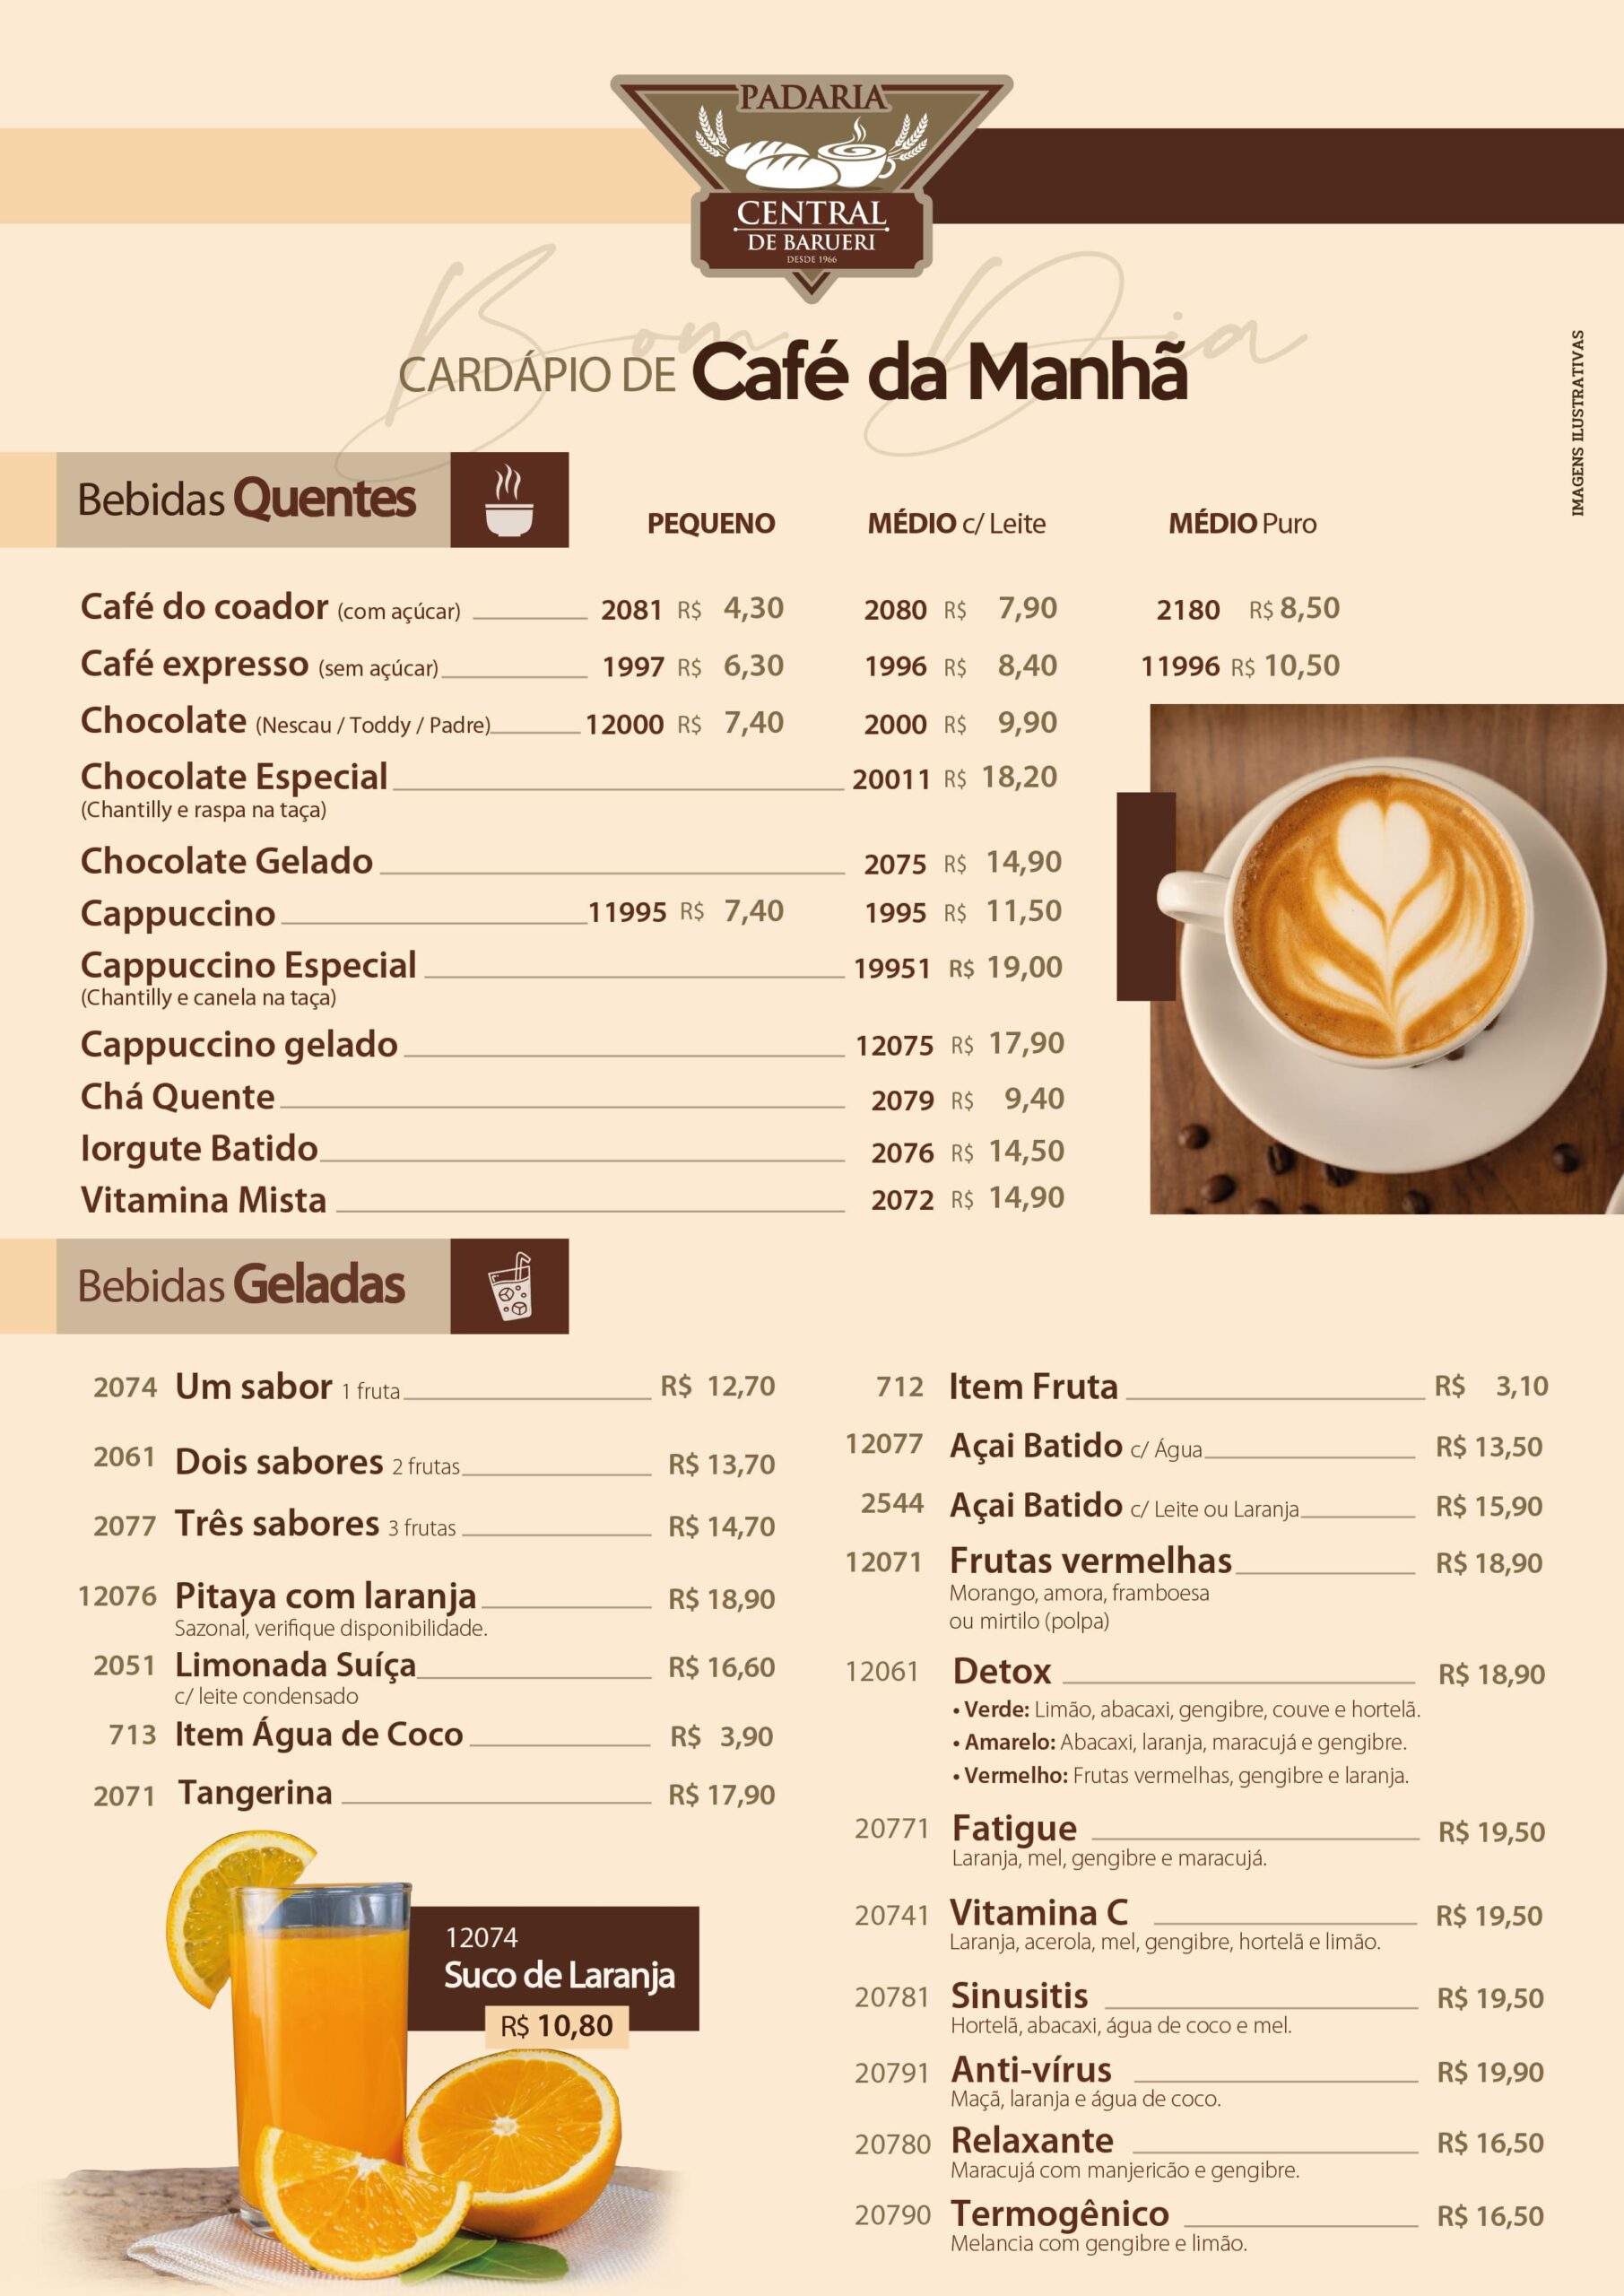 PADARIA
CENTRAL
DE BARUERI
DESDE 1966
Bom Dia
CARDÁPIO DE Café da Manhã
IMAGENS ILUSTRATIVAS
Bebidas Quentes
PEQUENO MÉDIO c/ Leite MÉDIO Puro
Café do coador (com açúcar) 2081 R$ 4,30 2080 R$ 7,90 2180 R$ 8,50
Café expresso (sem açúcar) 1997 R$ 6,30 1996 R$ 8,40 11996 R$ 10,50
Chocolate (Nescau / Toddy / Padre) 12000 R$ 7,40 2000 R$ 9,90
Chocolate Especial 20011 R$ 18,20
(Chantilly e raspa na taça)
Chocolate Gelado 2075 R$ 14,90
Cappuccino 11995 R$ 7,40 1995 R$ 11,50
Cappuccino Especial 19951 R$ 19,00
(Chantilly e canela na taça)
Cappuccino gelado 12075 R$ 17,90
Chá Quente 2079 R$ 9,40
Iorgute Batido 2076 R$ 14,50
Vitamina Mista 2072 R$ 14,90
Bebidas Geladas
2074 Um sabor 1 fruta R$ 12,70
2061 Dois sabores 2 frutas R$ 13,70
2077 Três sabores 3 frutas R$ 14,70
12076 Pitaya com laranja R$ 18,90
Sazonal, verifique disponibilidade.
2051 Limonada Suíça R$ 16,60
c/ leite condensado
713 Item Água de Coco R$ 3,90
2071 Tangerina R$ 17,90
12074
Suco de Laranja
R$ 10,80
712 Item Fruta R$ 3,10
12077 Açai Batido c/ Água R$ 13,50
2544 Açai Batido c/ Leite ou Laranja R$ 15,90
12071 Frutas vermelhas R$ 18,90
Morango, amora, framboesa
ou mirtilo (polpa)
12061 Detox R$ 18,90
• Verde: Limão, abacaxi, gengibre, couve e hortelã.
• Amarelo: Abacaxi, laranja, maracujá e gengibre.
• Vermelho: Frutas vermelhas, gengibre e laranja.
20771 Fatigue R$ 19,50
Laranja, mel, gengibre e maracujá.
20741 Vitamina C R$ 19,50
Laranja, acerola, mel, gengibre, hortelã e limão.
20781 Sinusitis R$ 19,50
Hortelã, abacaxi, água de coco e mel.
20791 Anti-vírus R$ 19,90
Maçã, laranja e água de coco.
20780 Relaxante R$ 16,50
Maracujá com manjericão e gengibre.
20790 Termogênico R$ 16,50
Melancia com gengibre e limão.